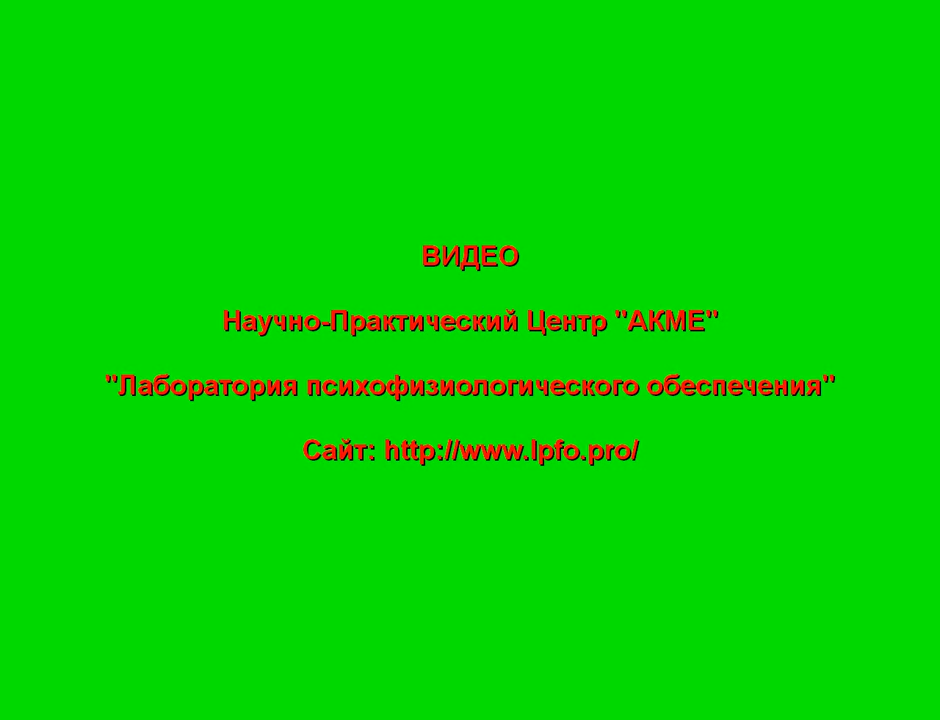 ВИДЕО
Научно-Практический Центр "АКМЕ"
"Лаборатория психофизиологического обеспечения"
Сайт: http://www.lpfo.pro/